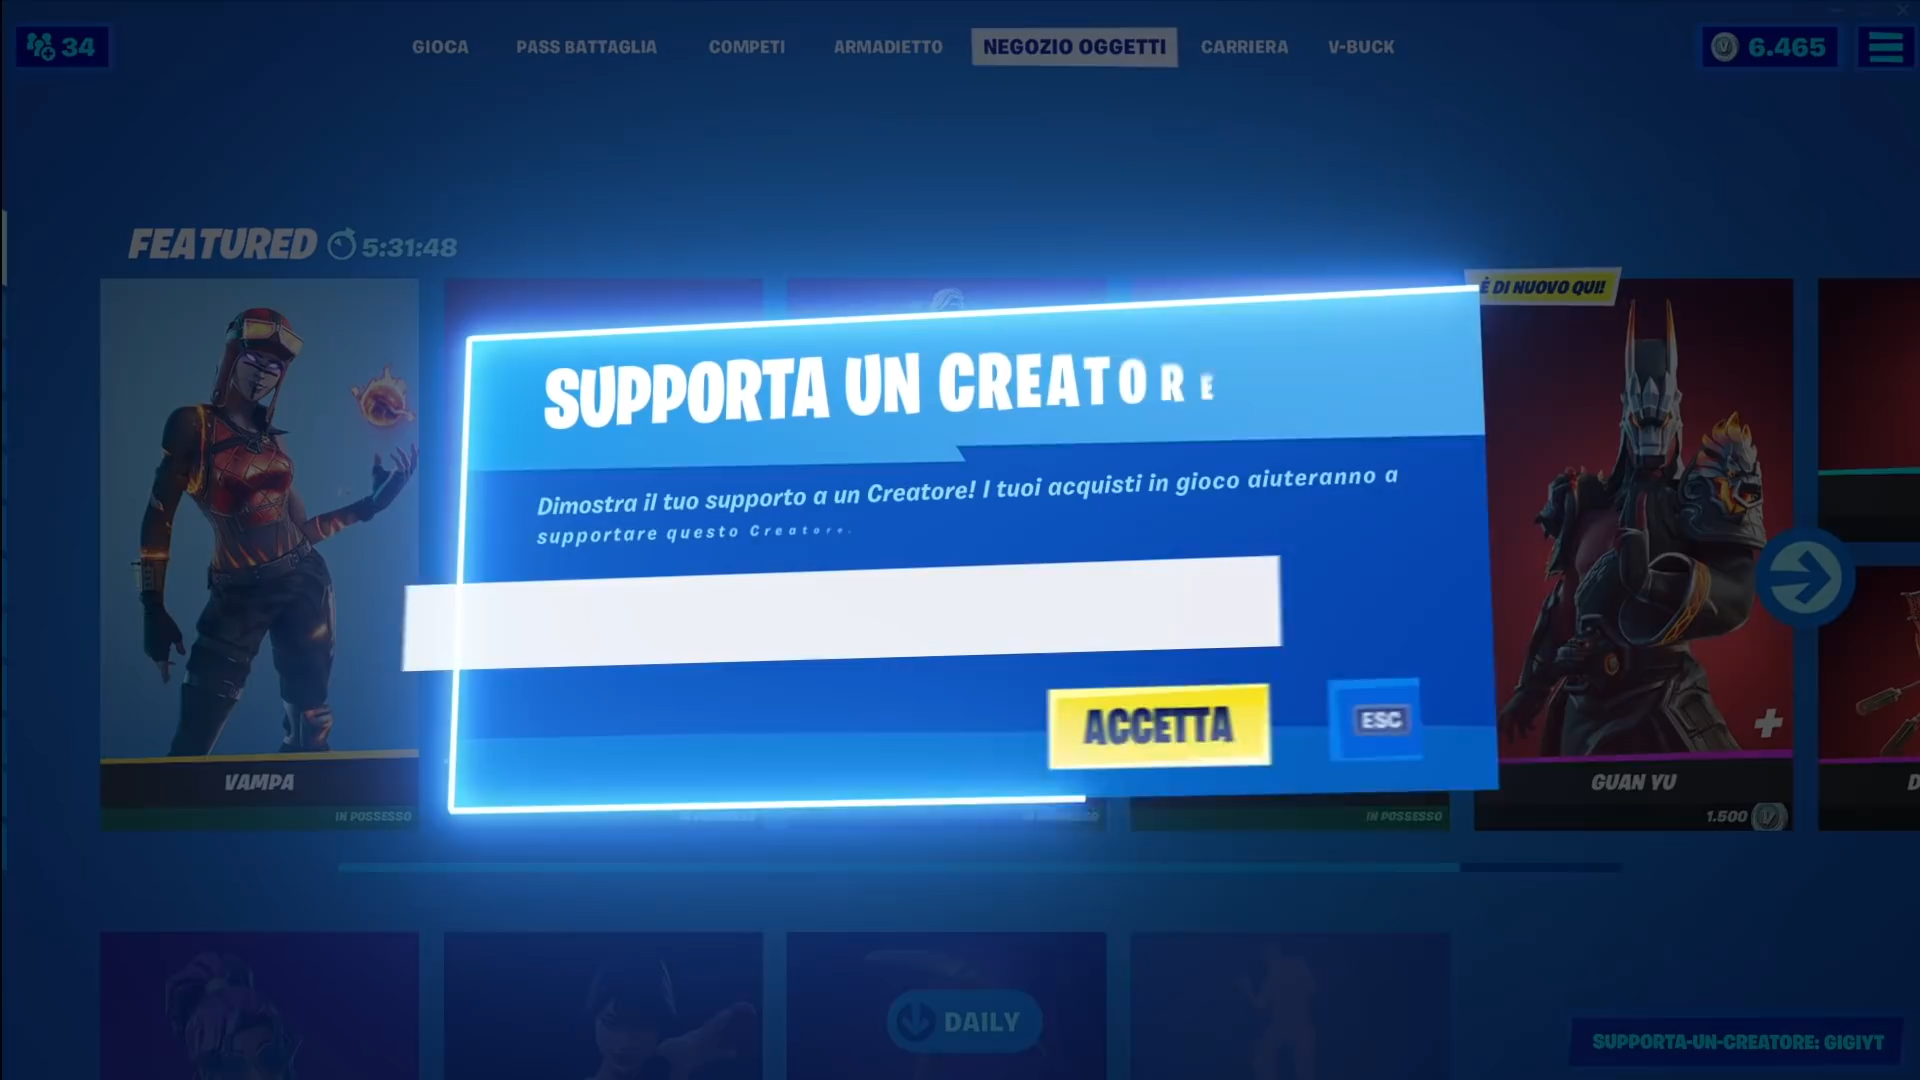 34
GIOCA
PASS BATTAGLIA
COMPETI
ARMADIETTO
NEGOZIO OGGETTI
CARRIERA
V-BUCK
6.465
FEATURED 5:31:48
È DI NUOVO QUI!
SUPPORTA UN CREATORE
Dimostra il tuo supporto a un Creatore! I tuoi acquisti in gioco aiuteranno a
supportare questo Creatore.
ACCETTA
ESC
VAMPA
IN POSSESSO
IN POSSESSO
GUAN YU
1.500
DAILY
SUPPORTA-UN-CREATORE: GIGIYT